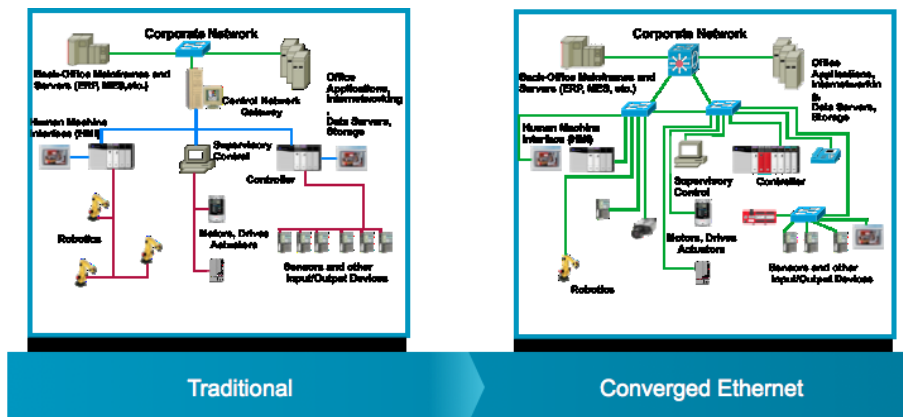 Corporate Network
Back-Office Mainframes and
Servers (ERP, MES,etc.)
Office
Applications,
Internetworking
,
Data Servers,
Storage
Control Network
Gateway
Human Machine
Interface (HMI)
Supervisory
Control
Controller
Robotics
Motors, Drives
Actuators
Sensors and other
Input/Output Devices
Traditional
Corporate Network
Back-Office Mainframes and
Servers (ERP, MES, etc.)
Office
Applications,
Internetworkin
g,
Data Servers,
Storage
Human Machine
Interface (HMI)
Supervisory
Control
Controller
Motors, Drives
Actuators
Robotics
Sensors and other
Input/Output Devices
Converged Ethernet